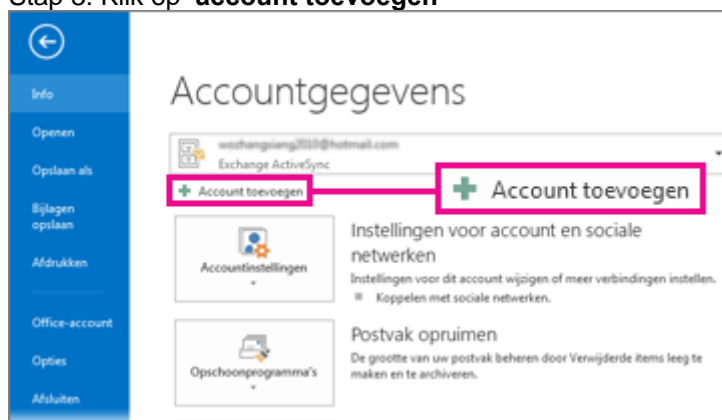 Stap 3: Klik op "account toevoegen"
Info
Openen
Opslaan als
Bijlagen
opslaan
Afdrukken
Office-account
Opties
Afsluiten
Accountgegevens
Exchange ActiveSync
Account toevoegen
Account toevoegen
Accountinstellingen
Instellingen voor account en sociale
netwerken
Instellingen voor dit account wijzigen of meer verbindingen instellen.
Koppelen met sociale netwerken.
Opschoonprogramma's
Postvak opruimen
De grootte van uw postvak beheren door Verwijderde items leeg te
maken en te archiveren.